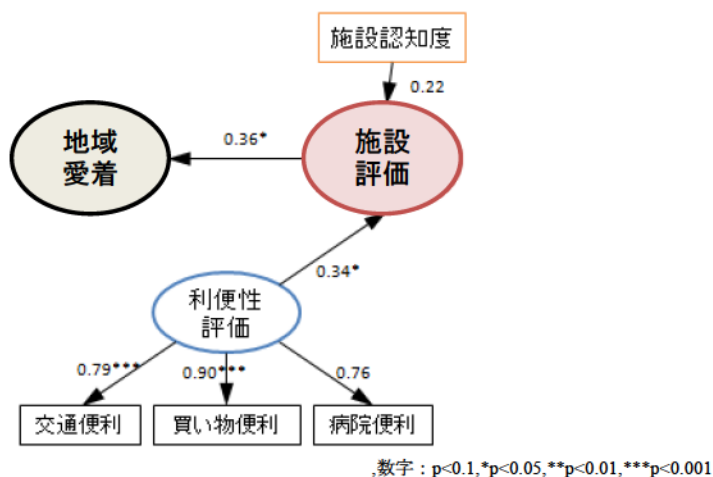 施設認知度
0.22
地域
愛着
0.36*
施設
評価
0.34*
利便性
評価
0.79***
0.90***
0.76
交通便利
買い物便利
病院便利
,数字：p<0.1,*p<0.05,**p<0.01,***p<0.001